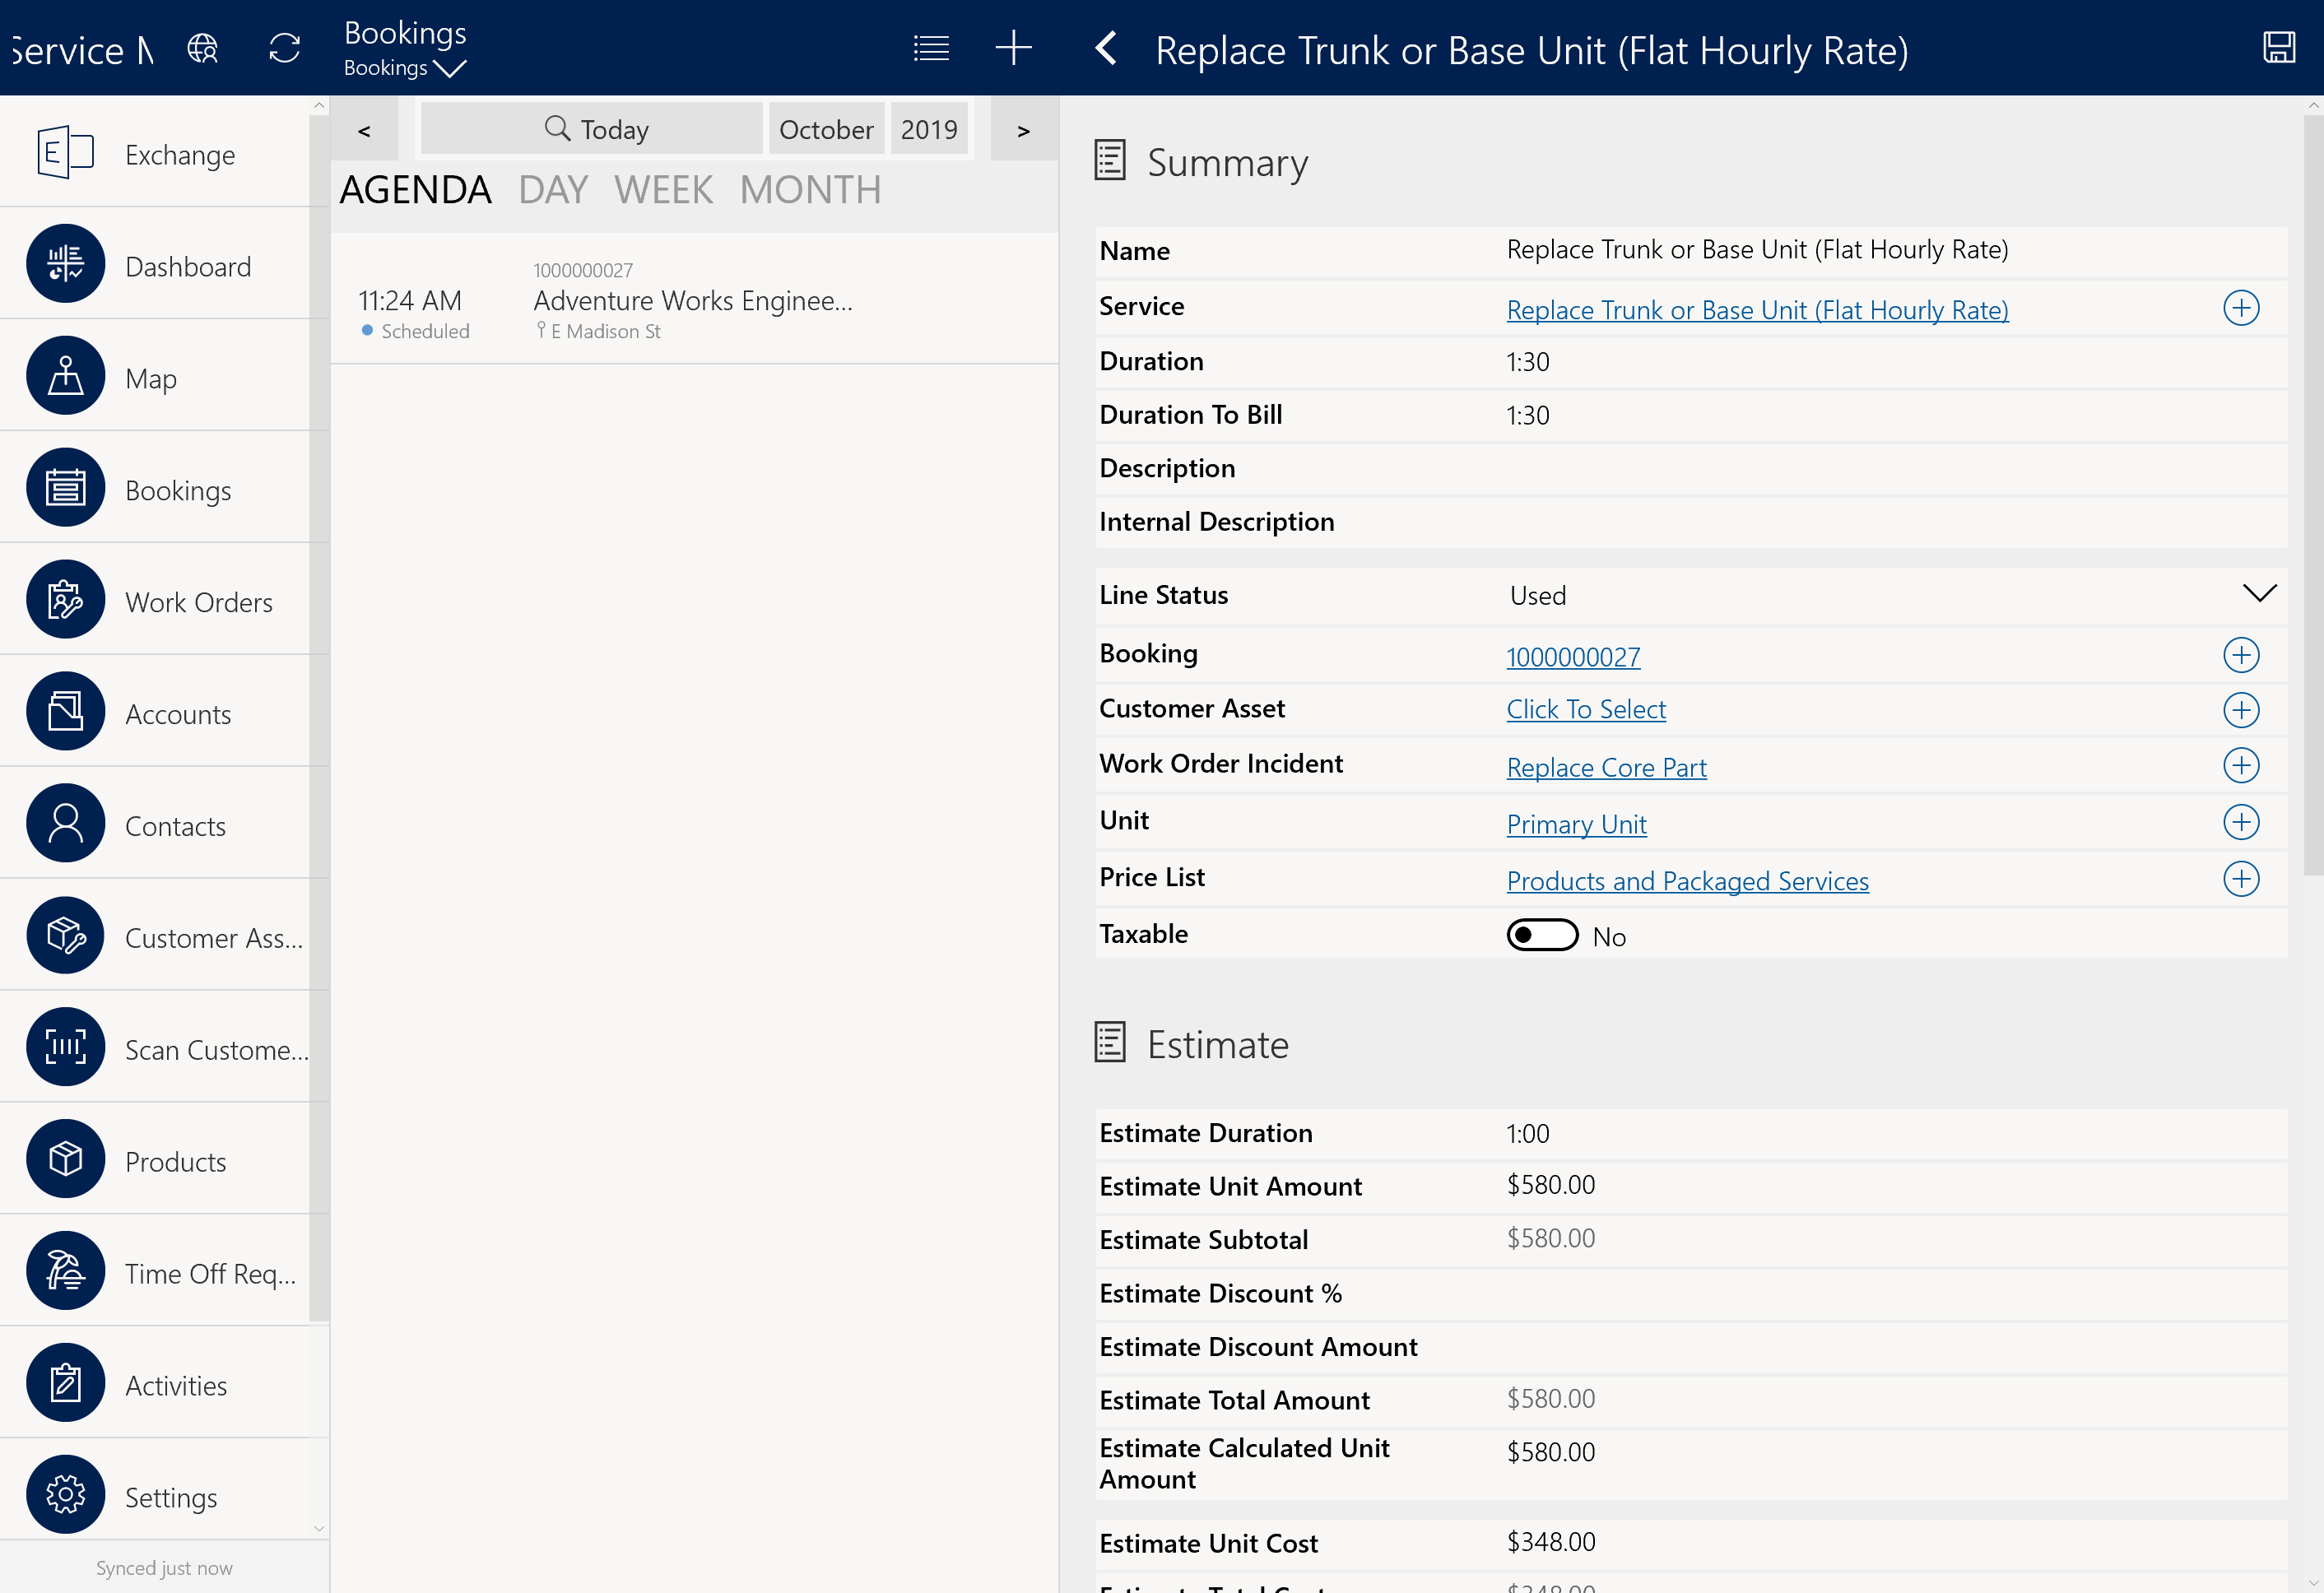 Service
Bookings
Bookings
Replace Trunk or Base Unit (Flat Hourly Rate)
Exchange
Dashboard
Map
Bookings
Work Orders
Accounts
Contacts
Customer Ass...
Scan Custome...
Products
Time Off Req...
Activities
Settings
Synced just now
<
Today
October
2019
>
AGENDA DAY WEEK MONTH
1000000027
11:24 AM
Adventure Works Enginee...
Scheduled
E Madison St
Summary
Name
Replace Trunk or Base Unit (Flat Hourly Rate)
Service
Replace Trunk or Base Unit (Flat Hourly Rate)
Duration
1:30
Duration To Bill
1:30
Description
Internal Description
Line Status
Used
Booking
1000000027
Customer Asset
Click To Select
Work Order Incident
Replace Core Part
Unit
Primary Unit
Price List
Products and Packaged Services
Taxable
No
Estimate
Estimate Duration
1:00
Estimate Unit Amount
$580.00
Estimate Subtotal
$580.00
Estimate Discount %
Estimate Discount Amount
Estimate Total Amount
$580.00
Estimate Calculated Unit
Amount
$580.00
Estimate Unit Cost
$348.00